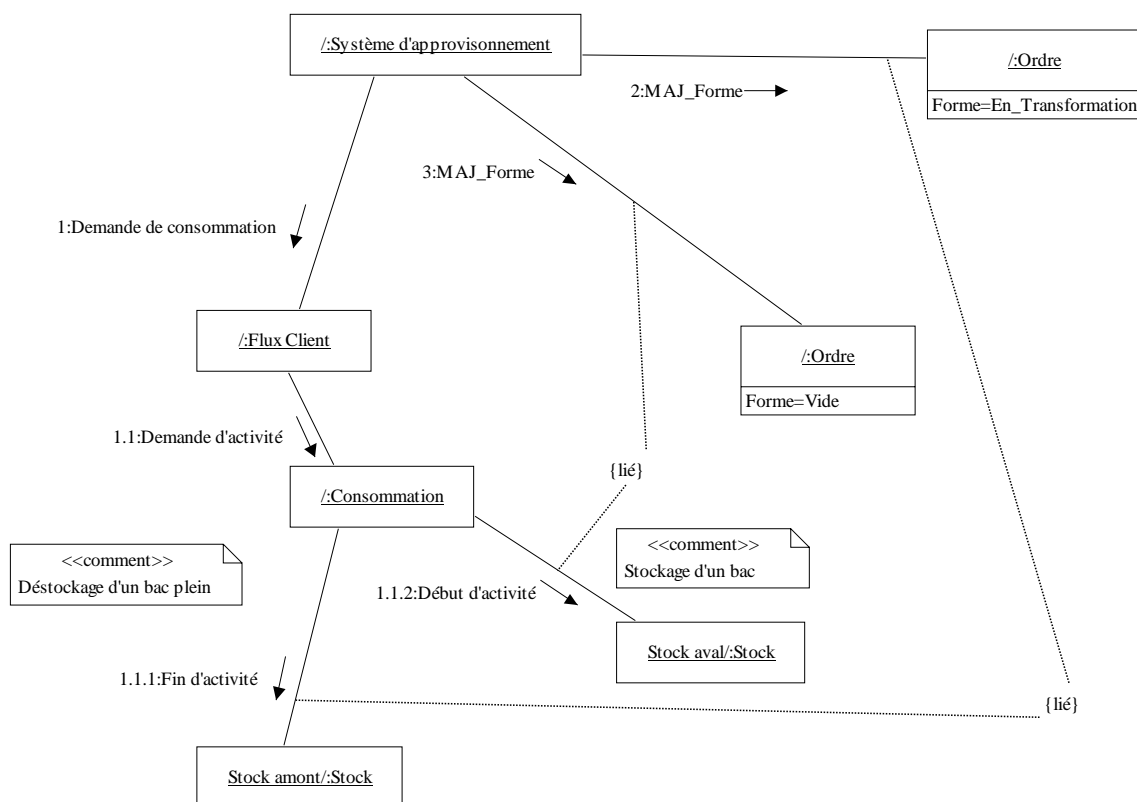 /:Système d'approvisonnement
/:Ordre
Forme=En_Transformation
2:MAJ_Forme
3:MAJ_Forme
1:Demande de consommation
/:Flux Client
/:Ordre
Forme=Vide
1.1:Demande d'activité
{lié}
/:Consommation
<<comment>>
Déstockage d'un bac plein
<<comment>>
Stockage d'un bac
1.1.2:Début d'activité
Stock aval/:Stock
1.1.1:Fin d'activité
{lié}
Stock amont/:Stock